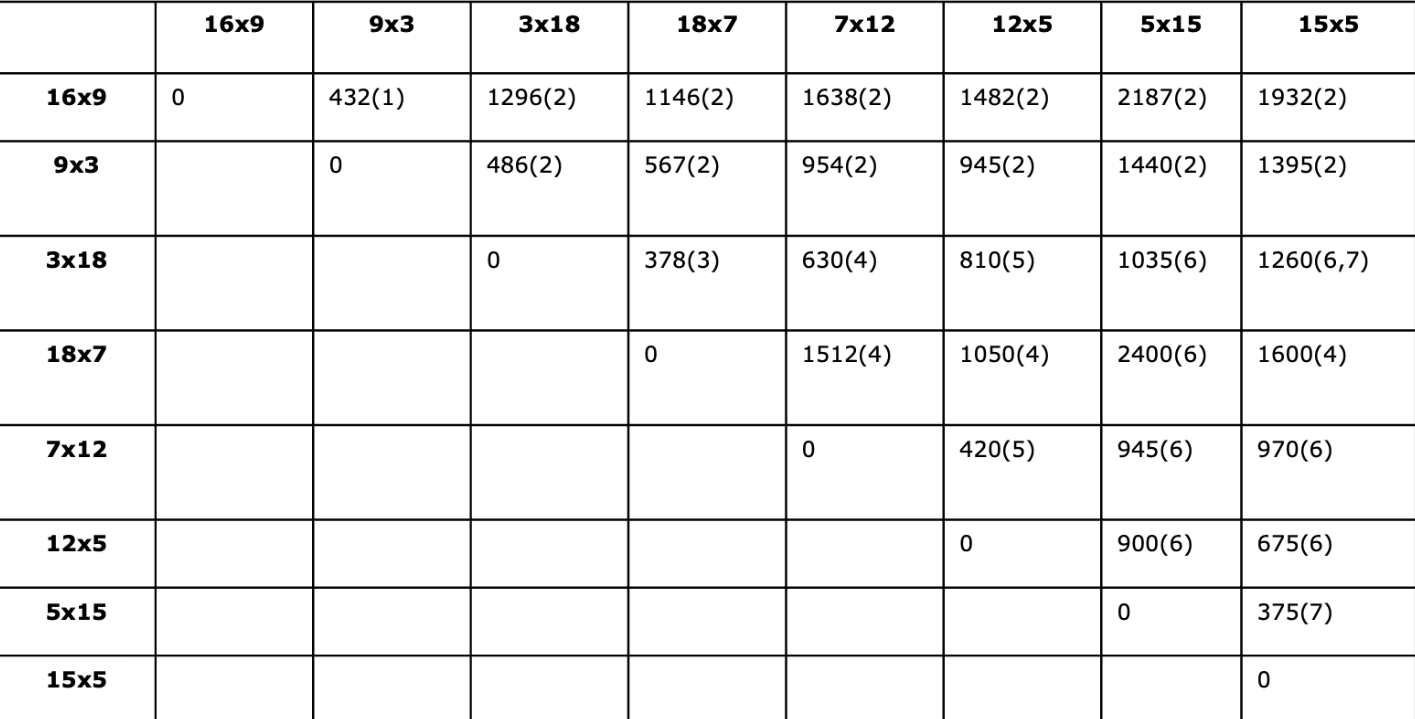 16x9 9x3 3x18 18x7 7x12 12x5 5x15 15x5
16x9 0 432(1) 1296(2) 1146(2) 1638(2) 1482(2) 2187(2) 1932(2)
9x3 0 486(2) 567(2) 954(2) 945(2) 1440(2) 1395(2)
3x18 0 378(3) 630(4) 810(5) 1035(6) 1260(6,7)
18x7 0 1512(4) 1050(4) 2400(6) 1600(4)
7x12 0 420(5) 945(6) 970(6)
12x5 0 900(6) 675(6)
5x15 0 375(7)
15x5 0